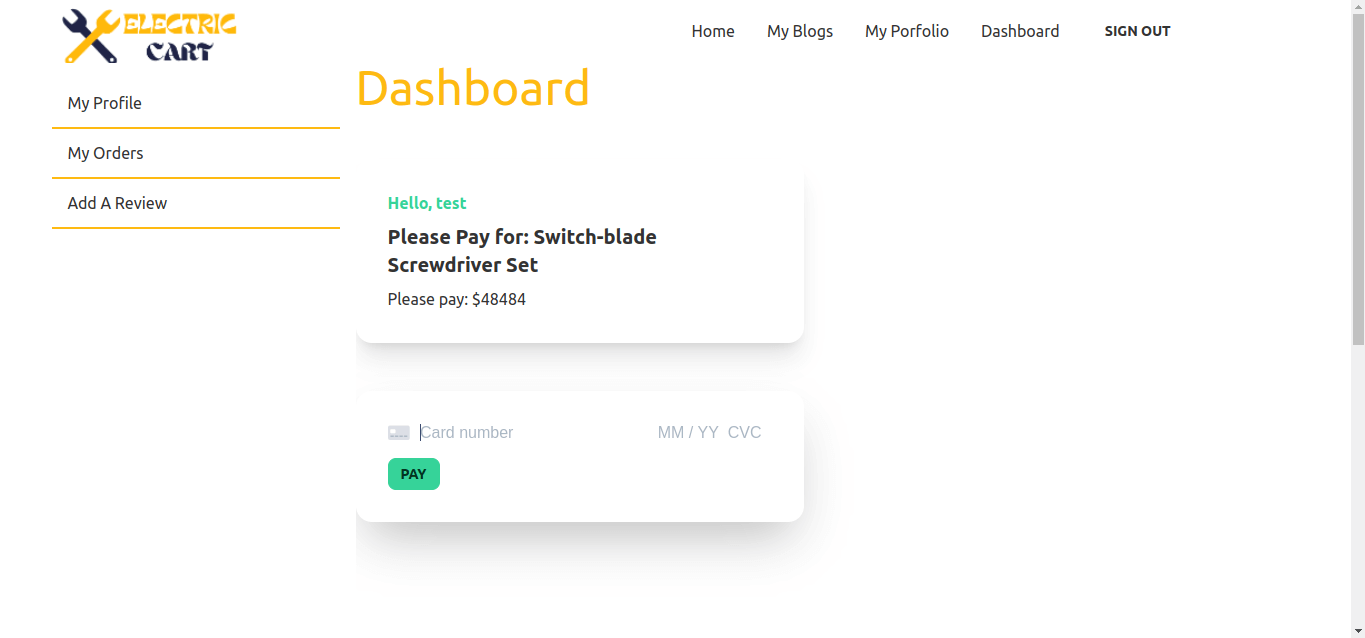 ELECTRIC
CART
Home My Blogs My Porfolio Dashboard SIGN OUT
My Profile
My Orders
Add A Review
Dashboard
Hello, test
Please Pay for: Switch-blade
Screwdriver Set
Please pay: $48484
Card number MM / YY CVC
PAY